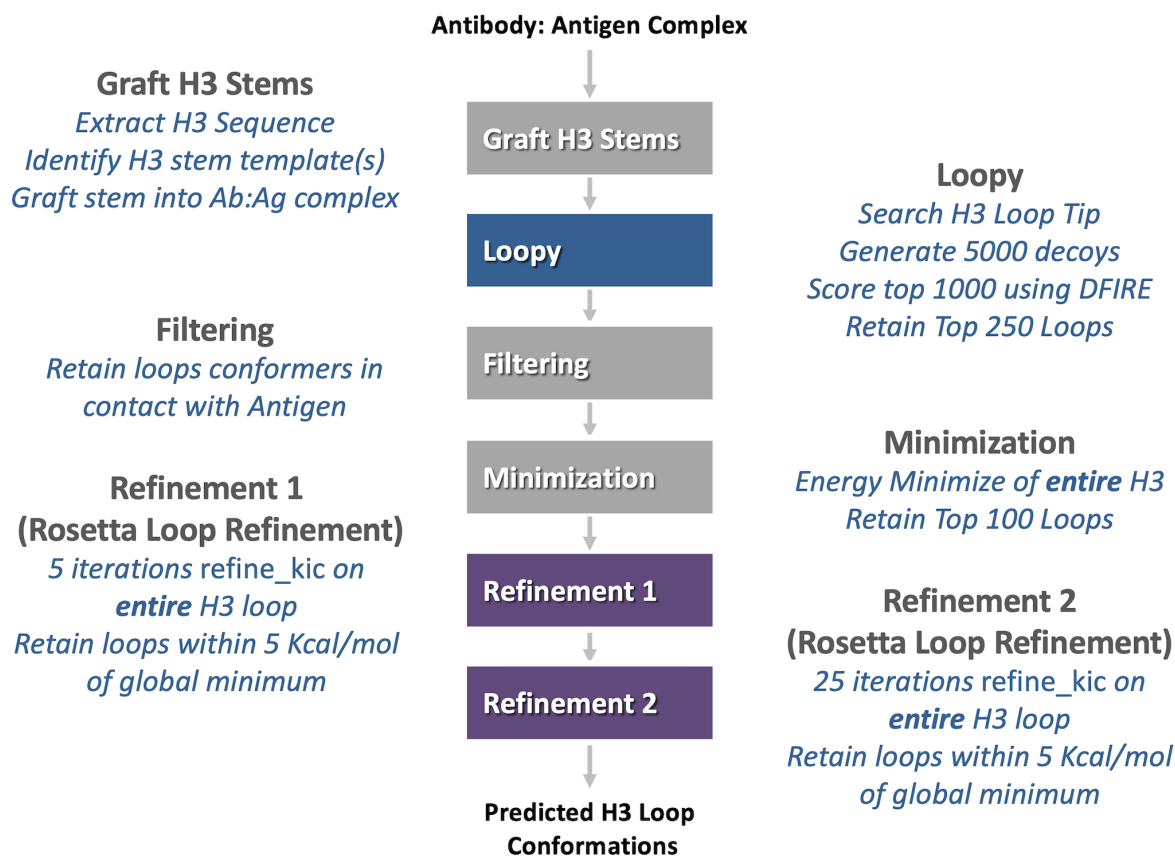 Antibody: Antigen Complex
Graft H3 Stems
Extract H3 Sequence
Identify H3 stem template(s)
Graft stem into Ab:Ag complex
Graft H3 Stems
Loopy
Search H3 Loop Tip
Generate 5000 decoys
Score top 1000 using DFIRE
Retain Top 250 Loops
Loopy
Filtering
Retain loops conformers in
contact with Antigen
Filtering
Minimization
Energy Minimize of entire H3
Retain Top 100 Loops
Minimization
Refinement 1
(Rosetta Loop Refinement)
5 iterations refine_kic on
entire H3 loop
Retain loops within 5 Kcal/mol
of global minimum
Refinement 1
Refinement 2
(Rosetta Loop Refinement)
25 iterations refine_kic on
entire H3 loop
Retain loops within 5 Kcal/mol
of global minimum
Refinement 2
Predicted H3 Loop
Conformations